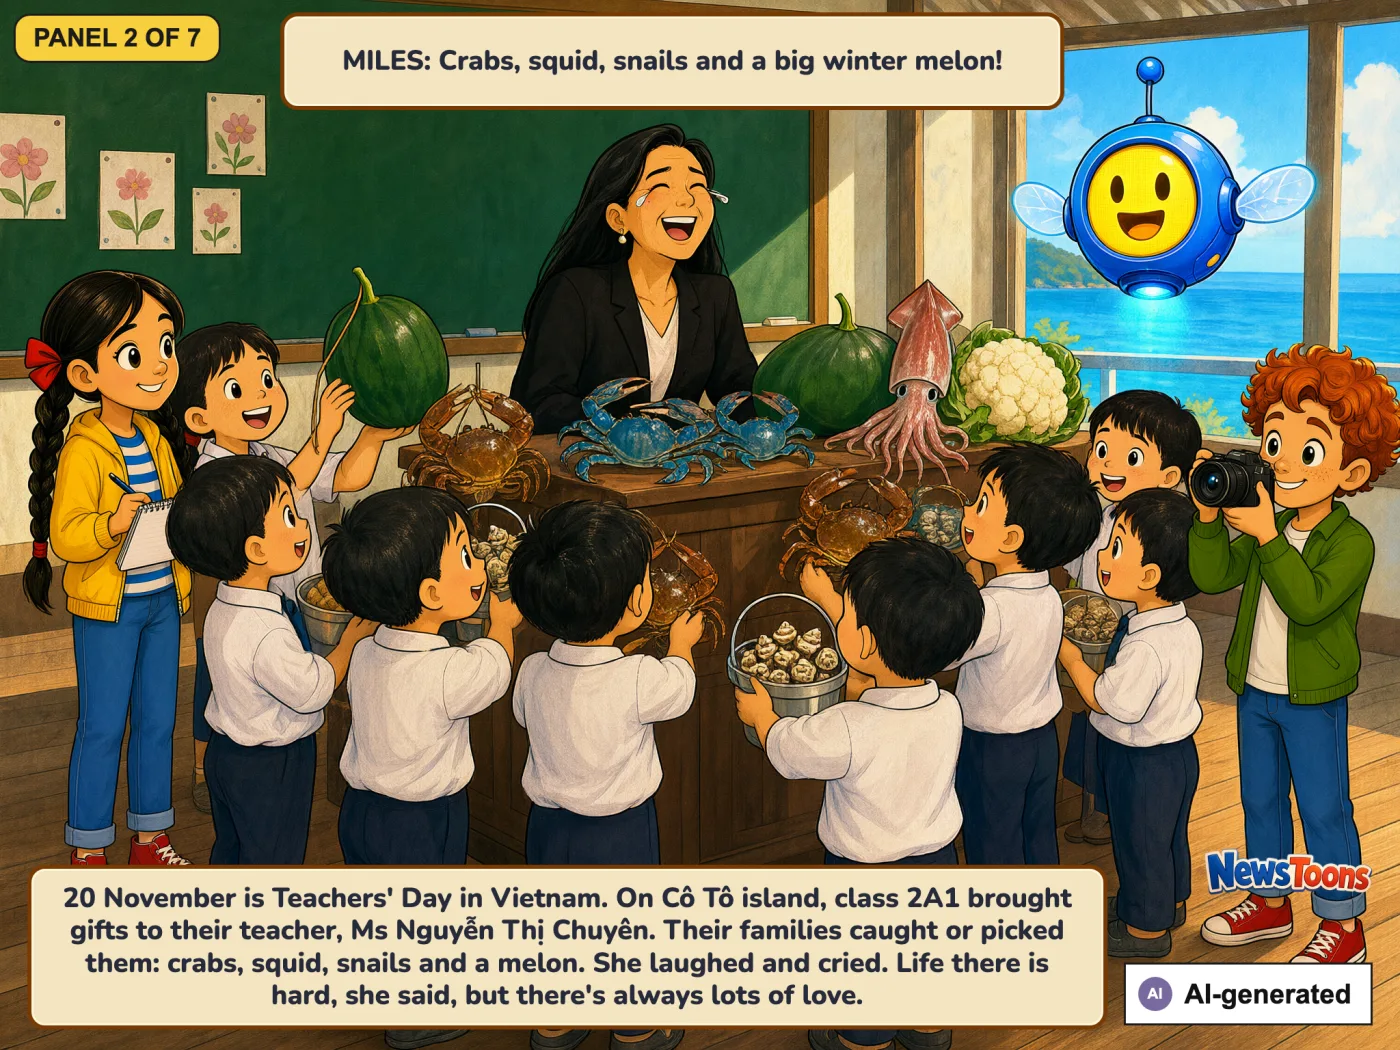 PANEL 2 OF 7
MILES: Crabs, squid, snails and a big winter melon!
20 November is Teachers' Day in Vietnam. On Cô Tô island, class 2A1 brought
gifts to their teacher, Ms Nguyễn Thị Chuyên. Their families caught or picked
them: crabs, squid, snails and a melon. She laughed and cried. Life there is
hard, she said, but there's always lots of love.
NEWSTOONS
AI AI-generated